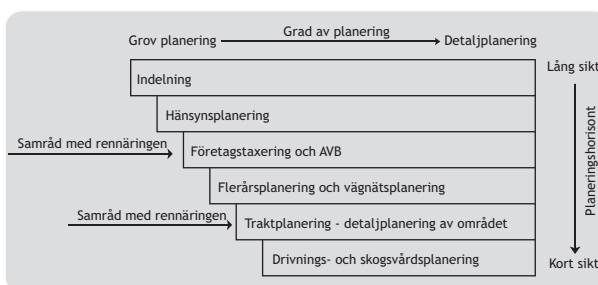 Grad av planering
Grov planering
Detaljplanering
Lång sikt
Indelning
Hänsynsplanering
Samråd med rennäringen
Företagstaxering och AVB
Flerårsplanering och vägnätsplanering
Planeringshorisont
Samråd med rennäringen
Traktplanering - detaljplanering av området
Drivnings- och skogsvårdsplanering
Kort sikt